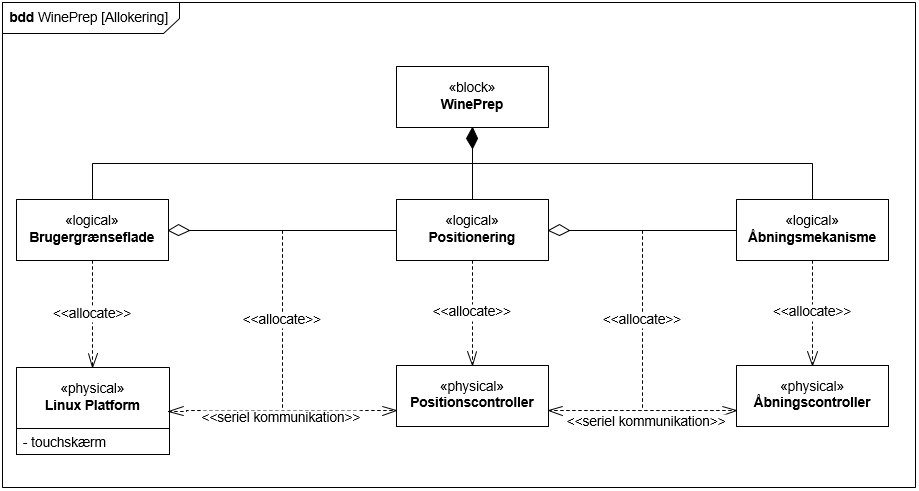 bdd WinePrep [Allokering]
«block»
WinePrep
«logical»
Brugergrænseflade
«logical»
Positionering
«logical»
Åbningsmekanisme
<<allocate>>
<<allocate>>
<<allocate>>
<<allocate>>
<<allocate>>
«physical»
Linux Platform
- touchskærm
<<seriel kommunikation>>
«physical»
Positionscontroller
<<seriel kommunikation>>
«physical»
Åbningscontroller